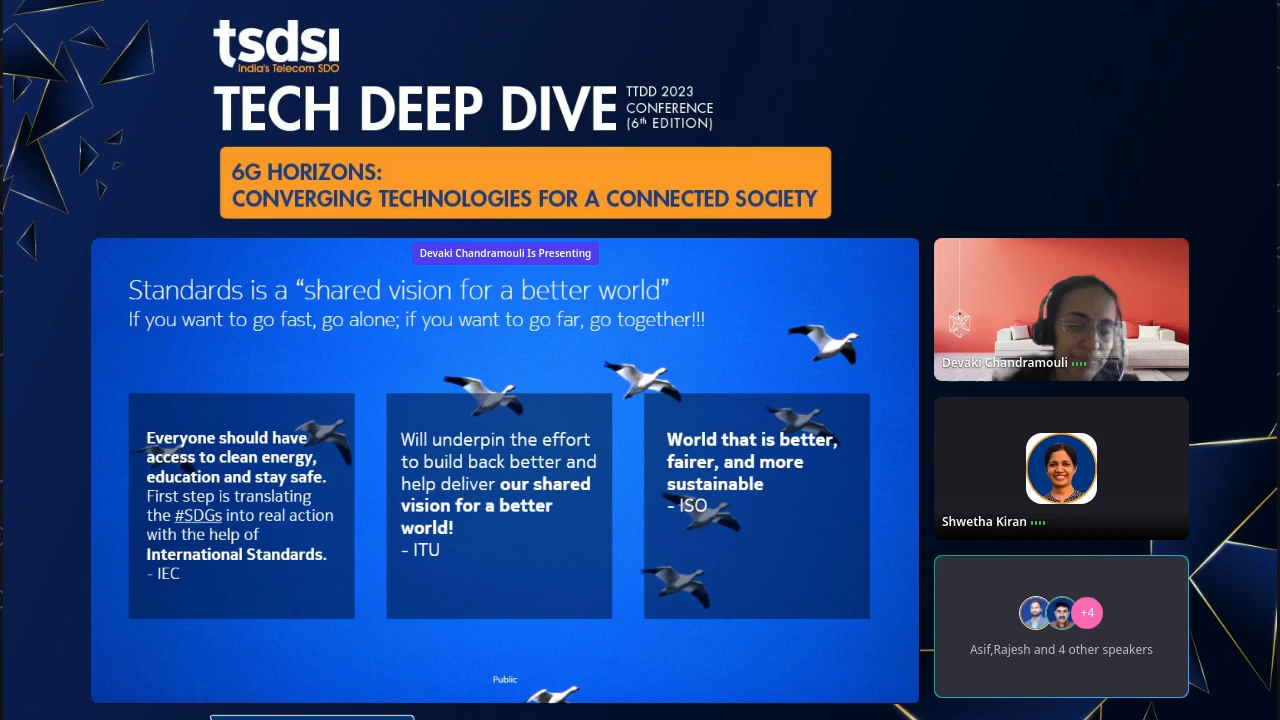 tsdsi
India's Telecom SDO
TECH DEEP DIVE
TTDD 2023
CONFERENCE
(6th EDITION)
6G HORIZONS:
CONVERGING TECHNOLOGIES FOR A CONNECTED SOCIETY
Devaki Chandramouli Is Presenting
Standards is a “shared vision for a better world”
If you want to go fast, go alone; if you want to go far, go together!!!
Everyone should have
access to clean energy,
education and stay safe.
First step is translating
the #SDGs into real action
with the help of
International Standards.
- IEC
Will underpin the effort
to build back better and
help deliver our shared
vision for a better
world!
- ITU
World that is better,
fairer, and more
sustainable
- ISO
Public
Devaki Chandramouli
Shwetha Kiran
+4
Asif,Rajesh and 4 other speakers